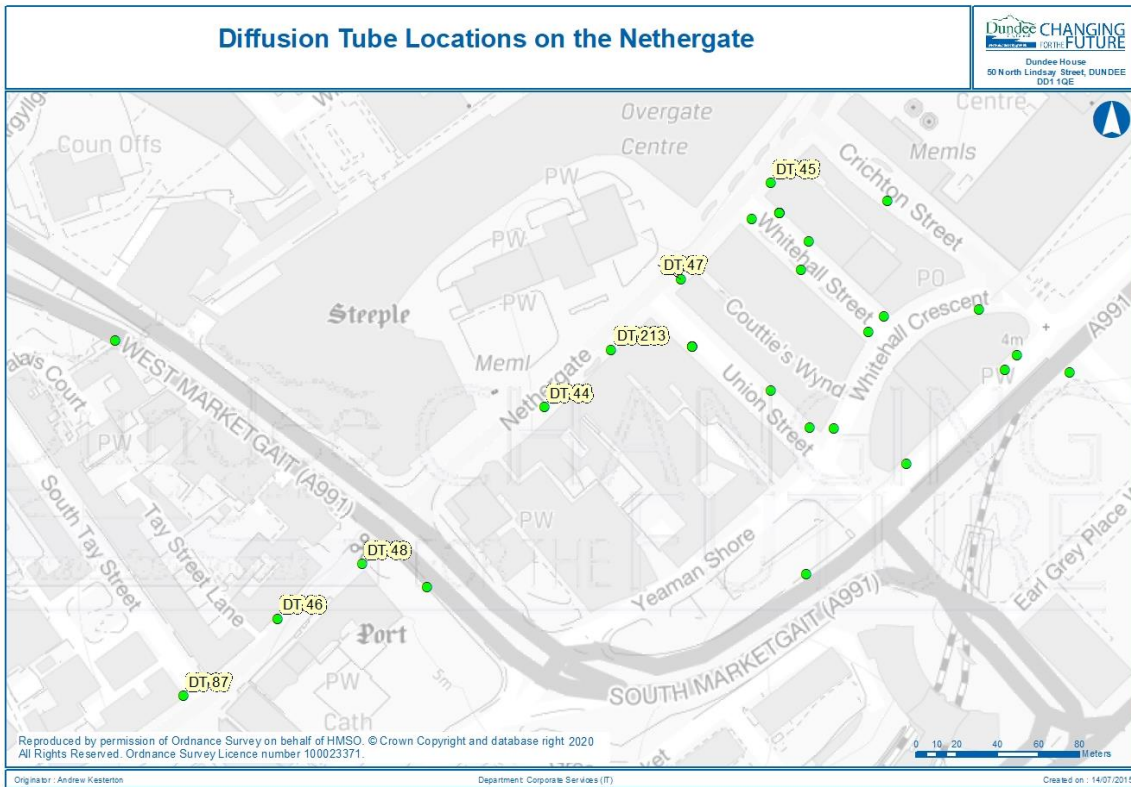 Diffusion Tube Locations on the Nethergate
Dundee CHANGING
FOR THE FUTURE
Dundee House
50 North Lindsay Street, DUNDEE
DD1 1QE
Coun Offs
Overgate
Centre
Centre
Memls
DT 45
Crichton Street
PW
Whitehall Street
PW
DT 47
PO
Steeple
PW
Couttie's Wynd
Whitehall Crescent
A991
DT 213
4m
Meml
Nethergate
PW
WEST MARKETGAIT (A991)
DT 44
Union Street
PW
South Tay Street
Tay Street Lane
PW
DT 48
Yeaman Shore
Earl Grey Place W
DT 46
Port
SOUTH MARKETGAIT (A991)
DT 87
PW
5m
Cath
Reproduced by permission of Ordnance Survey on behalf of HMSO. © Crown Copyright and database right 2020
All Rights Reserved. Ordnance Survey Licence number 100023371.
0 10 20 40 60 80
Meters
Originator : Andrew Kesterton
Department: Corporate Services (IT)
Created on : 14/07/2015